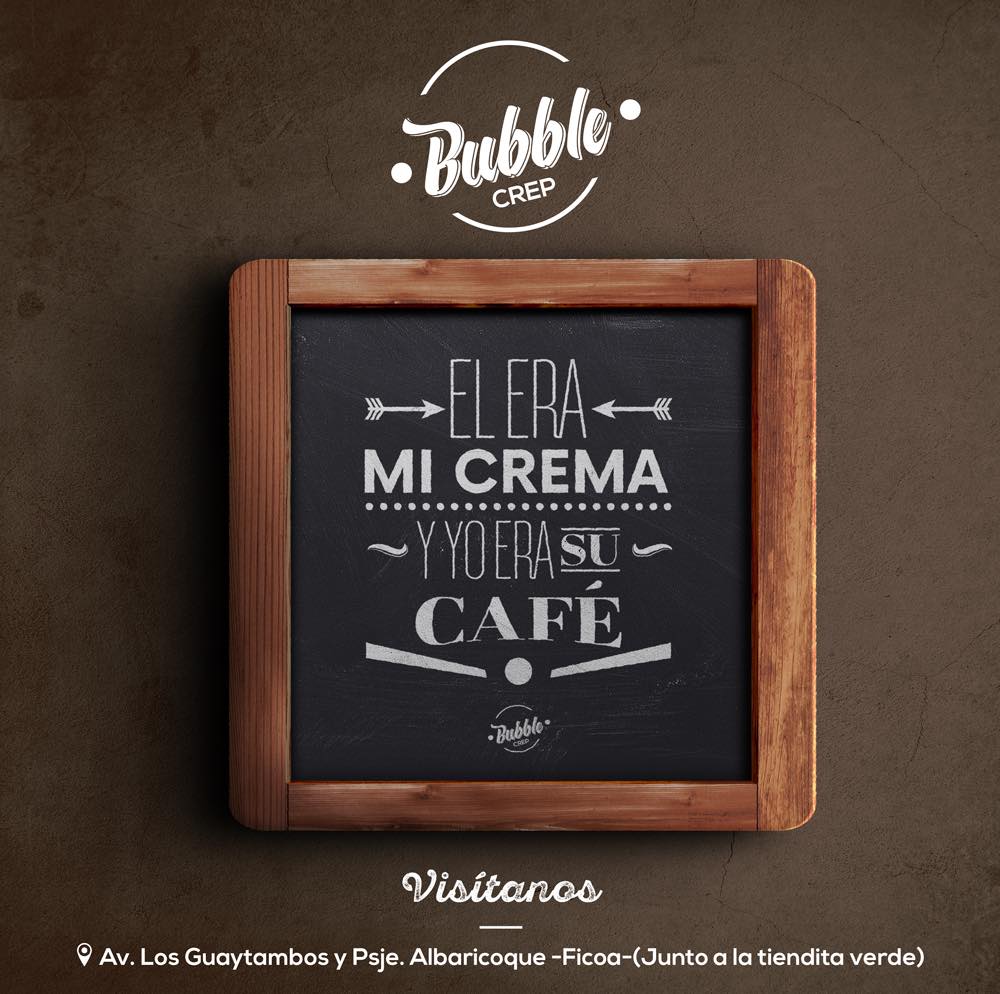 Bubble
CREP
EL ERA
MI CREMA
Y YO ERA SU
CAFÉ
Bubble
CREP
Visítanos
Av. Los Guaytambos y Psje. Albaricoque -Ficoa-(Junto a la tiendita verde)